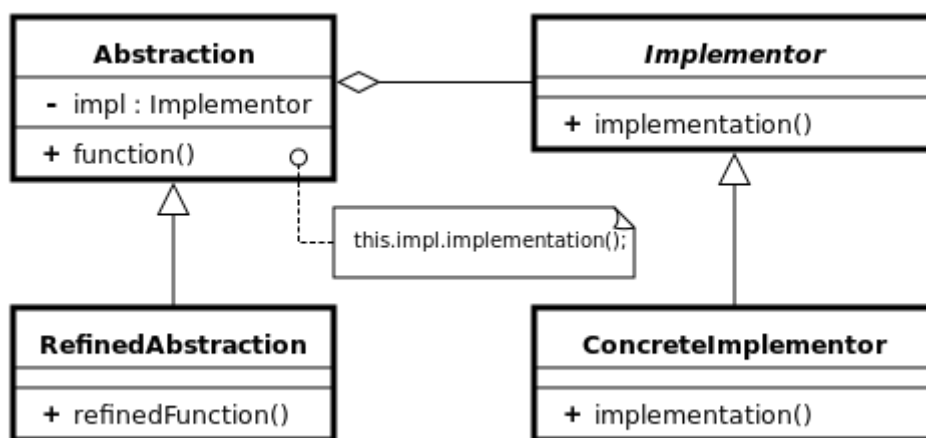 Abstraction
- impl : Implementor
+ function()
Implementor
+ implementation()
this.impl.implementation();
RefinedAbstraction
+ refinedFunction()
ConcreteImplementor
+ implementation()